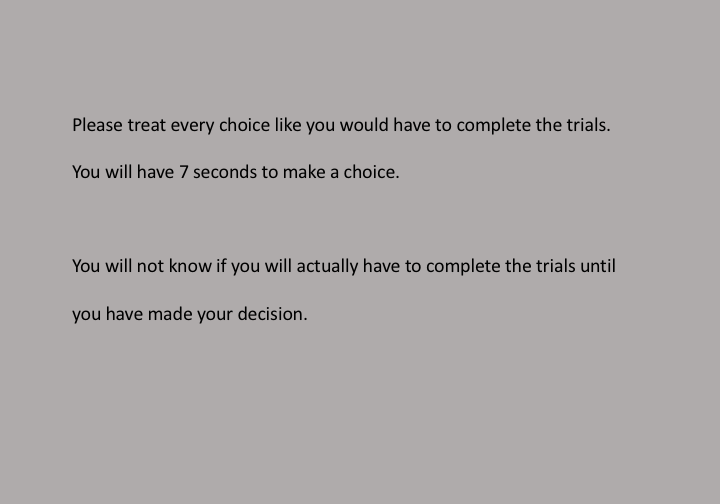 Please treat every choice like you would have to complete the trials.
You will have 7 seconds to make a choice.
You will not know if you will actually have to complete the trials until
you have made your decision.